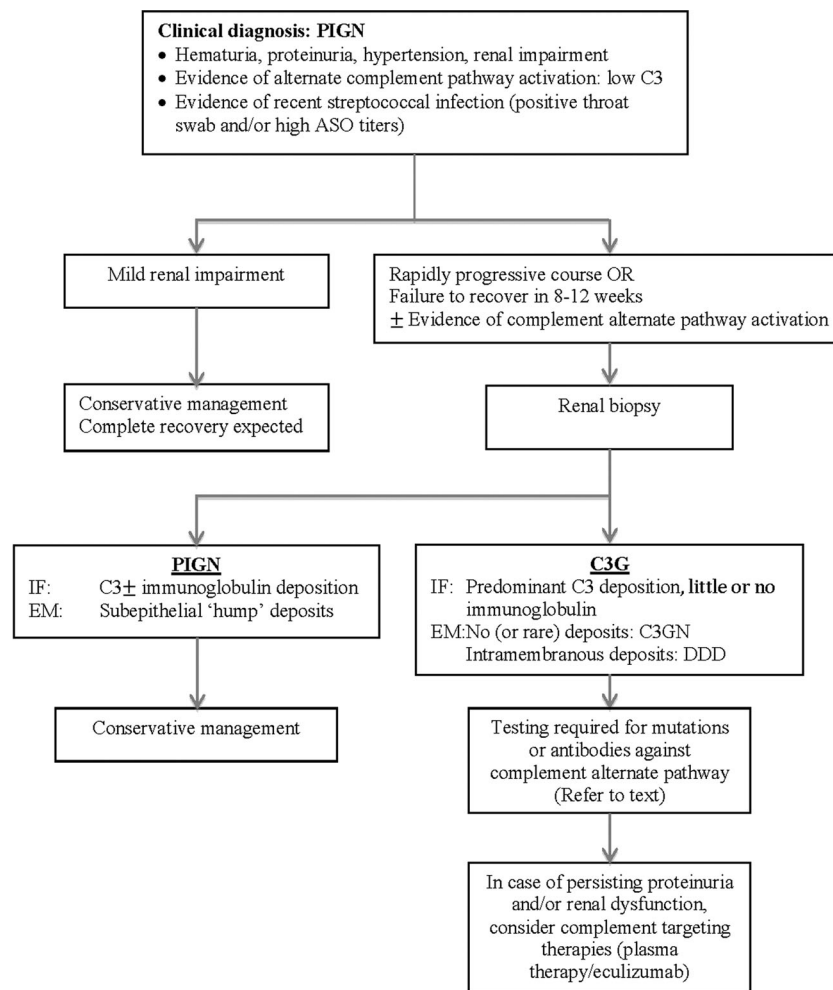 Clinical diagnosis: PIGN
• Hematuria, proteinuria, hypertension, renal impairment
• Evidence of alternate complement pathway activation: low C3
• Evidence of recent streptococcal infection (positive throat
swab and/or high ASO titers)
Mild renal impairment
Rapidly progressive course OR
Failure to recover in 8-12 weeks
± Evidence of complement alternate pathway activation
Conservative management
Complete recovery expected
Renal biopsy
PIGN
IF: C3± immunoglobulin deposition
EM: Subepithelial ‘hump’ deposits
C3G
IF: Predominant C3 deposition, little or no
immunoglobulin
EM:No (or rare) deposits: C3GN
Intramembranous deposits: DDD
Conservative management
Testing required for mutations
or antibodies against
complement alternate pathway
(Refer to text)
In case of persisting proteinuria
and/or renal dysfunction,
consider complement targeting
therapies (plasma
therapy/eculizumab)